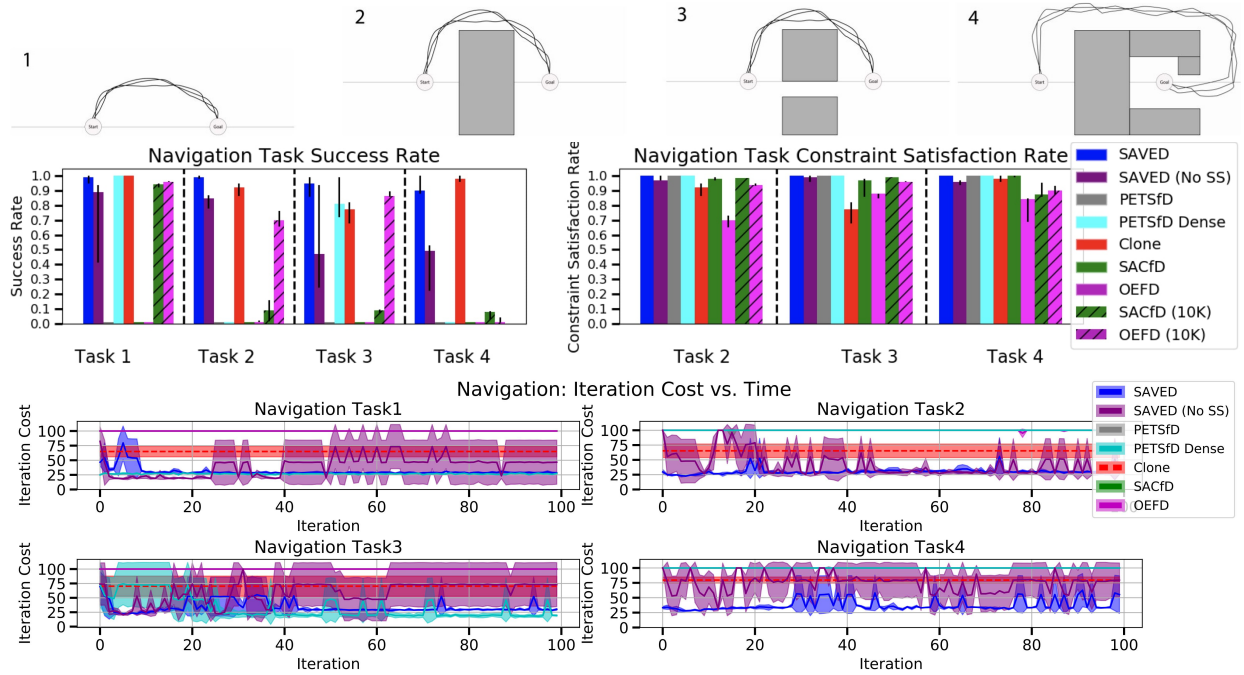 1
2
3
4
Start
Goal
Start
Goal
Start
Goal
Start
Goal
Navigation Task Success Rate
Success Rate
1.0
0.9
0.8
0.7
0.6
0.5
0.4
0.3
0.2
0.1
0.0
Task 1
Task 2
Task 3
Task 4
Navigation Task Constraint Satisfaction Rate
Constraint Satisfaction Rate
1.0
0.9
0.8
0.7
0.6
0.5
0.4
0.3
0.2
0.1
0.0
Task 2
Task 3
Task 4
SAVED
SAVED (No SS)
PETSfD
PETSfD Dense
Clone
SACfD
OEFD
SACfD (10K)
OEFD (10K)
Navigation: Iteration Cost vs. Time
Navigation Task1
Iteration Cost
100
75
50
25
0
0 20 40 60 80 100
Iteration
Navigation Task2
Iteration Cost
100
75
50
25
0
0 20 40 60 80
Iteration
SAVED
SAVED (No SS)
PETSfD
PETSfD Dense
Clone
SACfD
OEFD
Navigation Task3
Iteration Cost
100
75
50
25
0
0 20 40 60 80 100
Iteration
Navigation Task4
Iteration Cost
100
75
50
25
0
0 20 40 60 80 100
Iteration